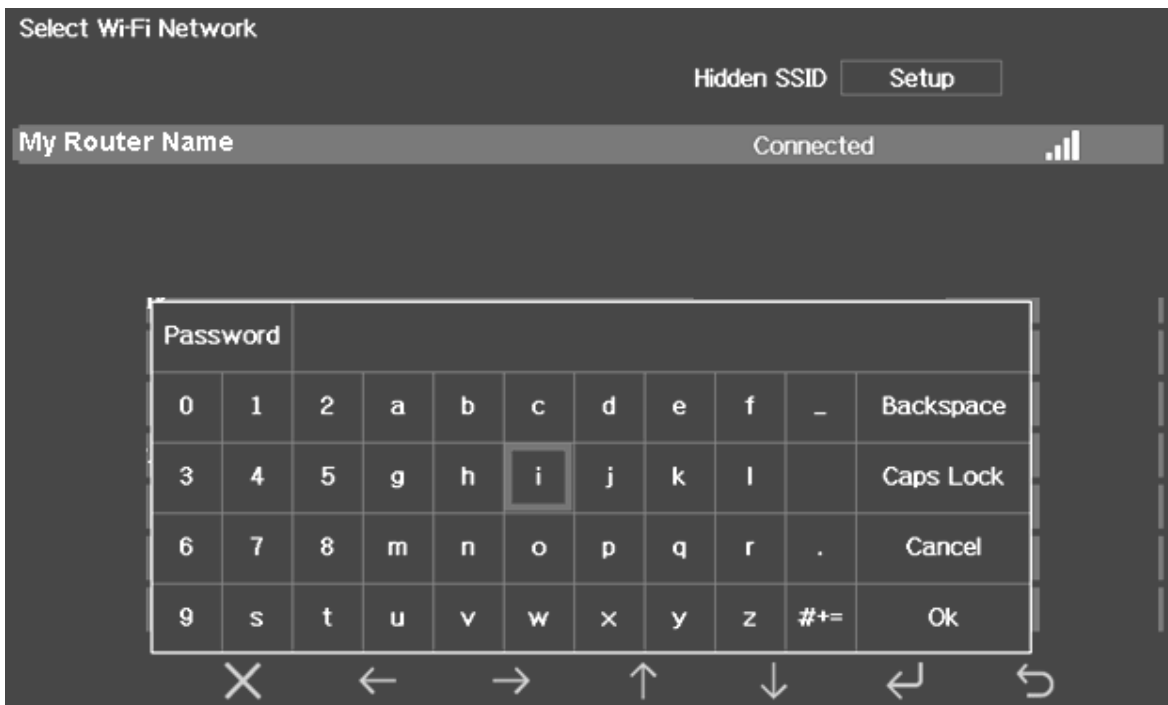 Select Wi-Fi Network
Hidden SSID Setup
My Router Name Connected
Password
0 1 2 a b c d e f _ Backspace
3 4 5 g h i j k l Caps Lock
6 7 8 m n o p q r . Cancel
9 s t u v w x y z #+= Ok